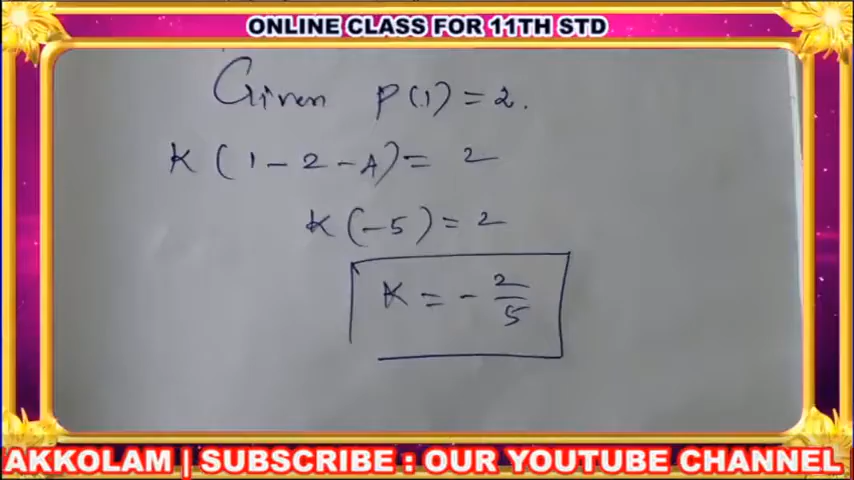 ONLINE CLASS FOR 11TH STD
Given P(1) = 2.
K (1 - 2 - 4) = 2
K (-5) = 2
K = - 2/5
AKKOLAM | SUBSCRIBE : OUR YOUTUBE CHANNEL